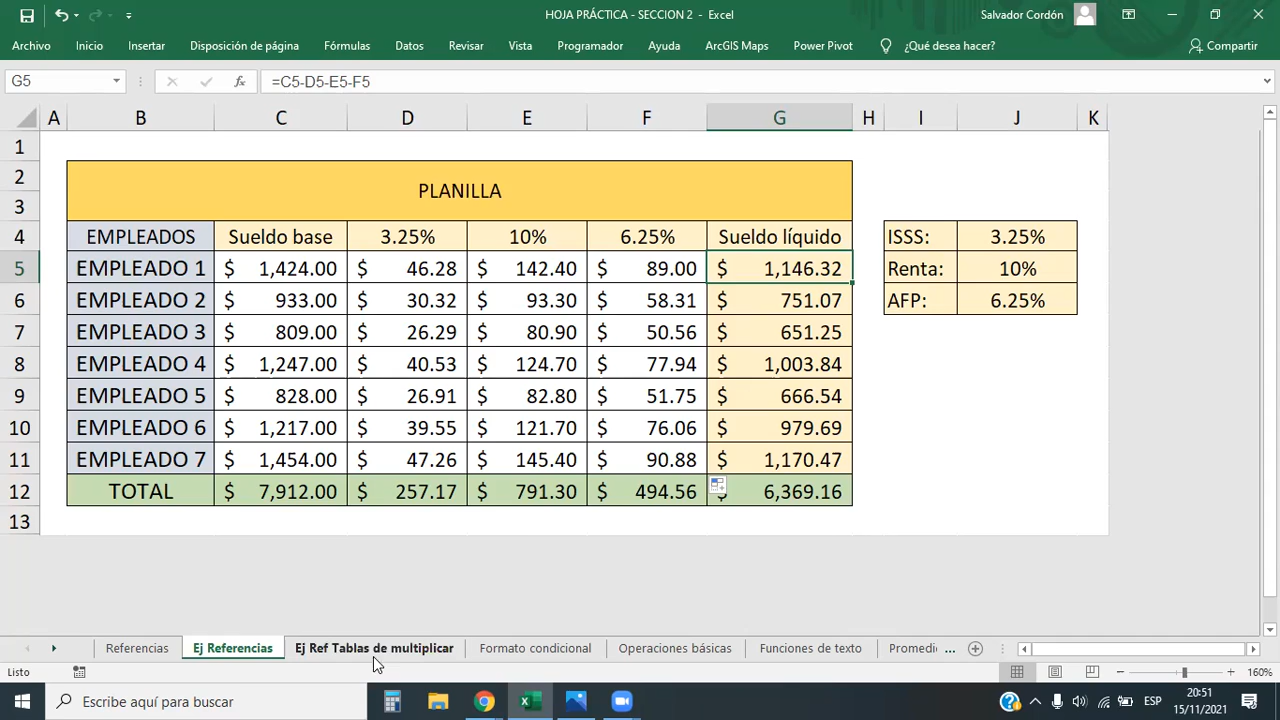 HOJA PRÁCTICA - SECCION 2 - Excel
Salvador Cordón
Archivo Inicio Insertar Disposición de página Fórmulas Datos Revisar Vista Programador Ayuda ArcGIS Maps Power Pivot ¿Qué desea hacer? Compartir
G5 fx =C5-D5-E5-F5
A B C D E F G H I J K
1
2
3
PLANILLA
4 EMPLEADOS Sueldo base 3.25% 10% 6.25% Sueldo líquido ISSS: 3.25%
5 EMPLEADO 1 $ 1,424.00 $ 46.28 $ 142.40 $ 89.00 $ 1,146.32 Renta: 10%
6 EMPLEADO 2 $ 933.00 $ 30.32 $ 93.30 $ 58.31 $ 751.07 AFP: 6.25%
7 EMPLEADO 3 $ 809.00 $ 26.29 $ 80.90 $ 50.56 $ 651.25
8 EMPLEADO 4 $ 1,247.00 $ 40.53 $ 124.70 $ 77.94 $ 1,003.84
9 EMPLEADO 5 $ 828.00 $ 26.91 $ 82.80 $ 51.75 $ 666.54
10 EMPLEADO 6 $ 1,217.00 $ 39.55 $ 121.70 $ 76.06 $ 979.69
11 EMPLEADO 7 $ 1,454.00 $ 47.26 $ 145.40 $ 90.88 $ 1,170.47
12 TOTAL $ 7,912.00 $ 257.17 $ 791.30 $ 494.56 $ 6,369.16
13
Referencias Ej Referencias Ej Ref Tablas de multiplicar Formato condicional Operaciones básicas Funciones de texto Promedi ...
Listo 160%
Escribe aquí para buscar ESP 20:51
15/11/2021